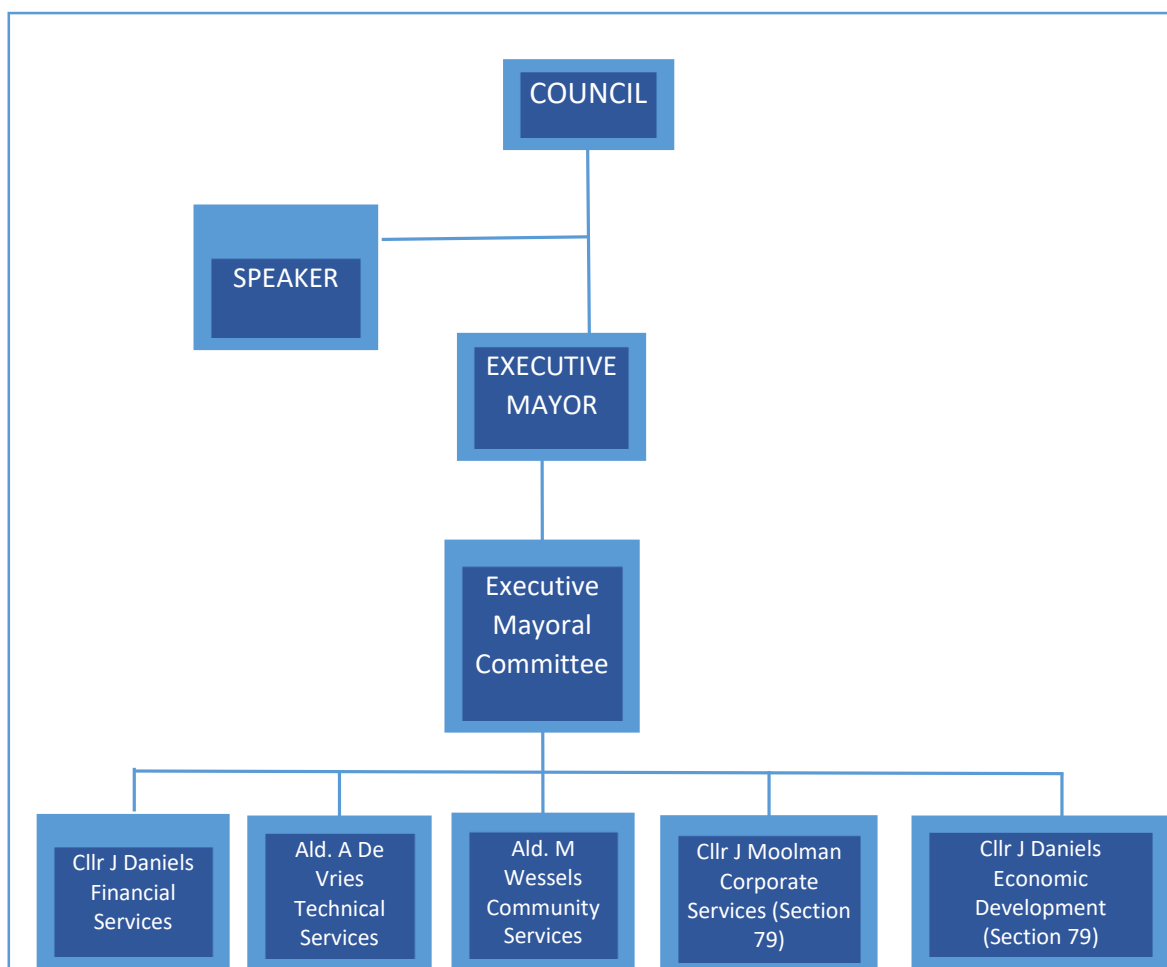 COUNCIL
SPEAKER
EXECUTIVE
MAYOR
Executive
Mayoral
Committee
Cllr J Daniels
Financial
Services
Ald. A De
Vries
Technical
Services
Ald. M
Wessels
Community
Services
Cllr J Moolman
Corporate
Services (Section
79)
Cllr J Daniels
Economic
Development
(Section 79)